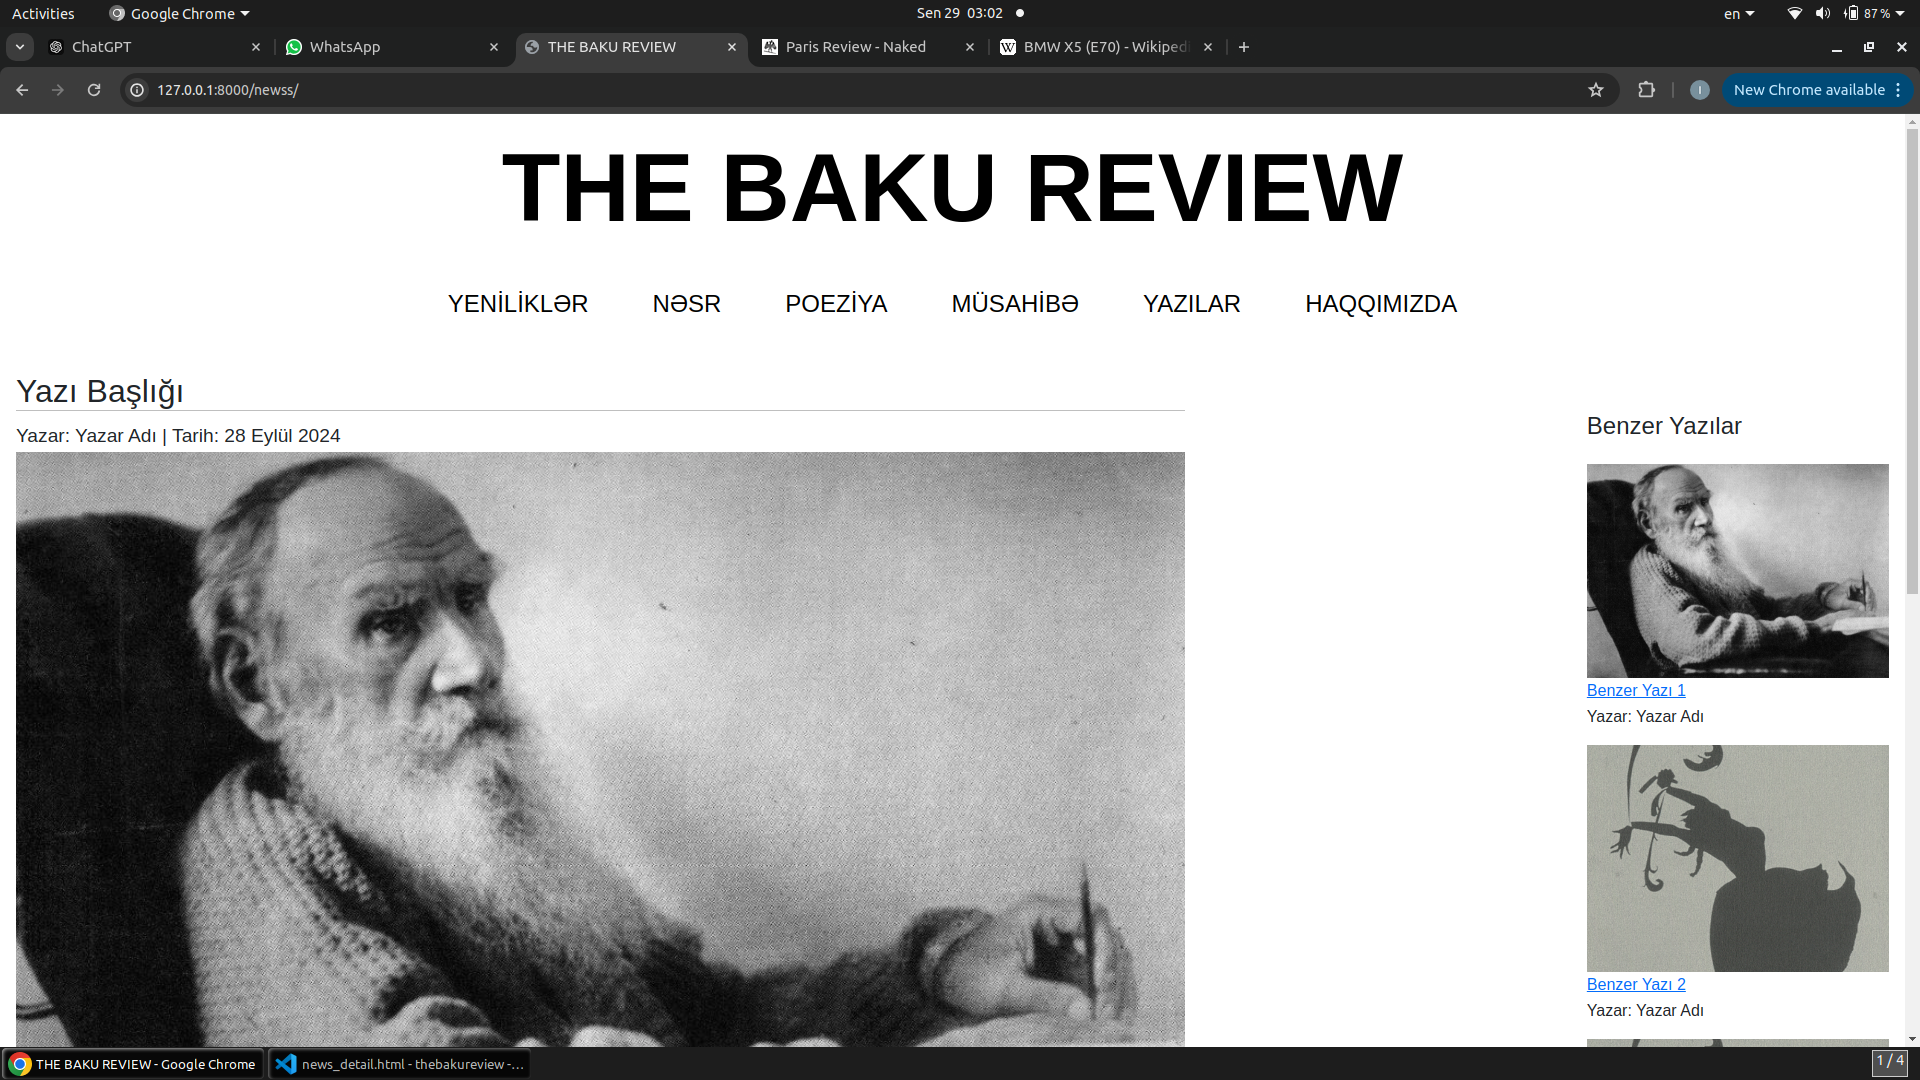 Activities
Google Chrome
Sen 29 03:02
en
87 %
ChatGPT
WhatsApp
THE BAKU REVIEW
Paris Review - Naked
BMW X5 (E70) - Wikiped
127.0.0.1:8000/newss/
I
New Chrome available
THE BAKU REVIEW
YENİLİKLƏR
NƏSR
POEZİYA
MÜSAHİBƏ
YAZILAR
HAQQIMIZDA
Yazı Başlığı
Yazar: Yazar Adı | Tarih: 28 Eylül 2024
Benzer Yazılar
Benzer Yazı 1
Yazar: Yazar Adı
Benzer Yazı 2
Yazar: Yazar Adı
THE BAKU REVIEW - Google Chrome
news_detail.html - thebakureview -...
1 / 4